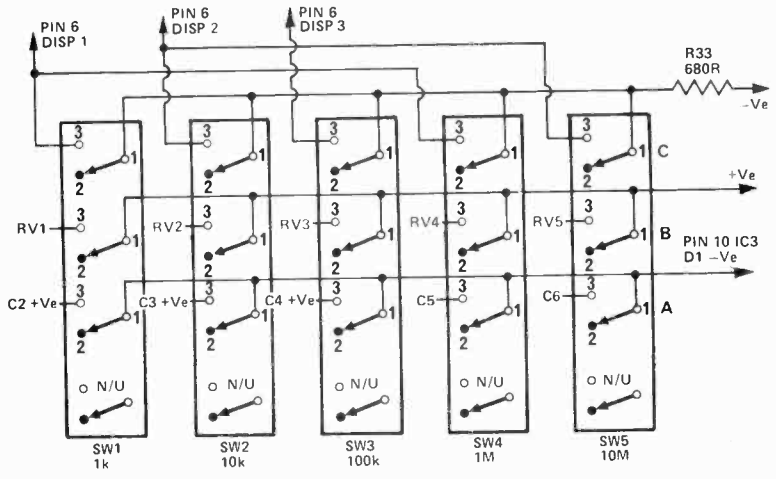 PIN 6
DISP 1
PIN 6
DISP 2
PIN 6
DISP 3
R33
680R
–Ve
3 3 3 3 3
1 1 1 1 1 C
2 2 2 2 2
+Ve
RV1 3 RV2 3 RV3 3 RV4 3 RV5 3
1 1 1 1 1 B
2 2 2 2 2
PIN 10 IC3
D1 –Ve
C2 +Ve 3 C3 +Ve 3 C4 +Ve 3 C5 3 C6 3
1 1 1 1 1 A
2 2 2 2 2
N/U N/U N/U N/U N/U
SW1
1k
SW2
10k
SW3
100k
SW4
1M
SW5
10M